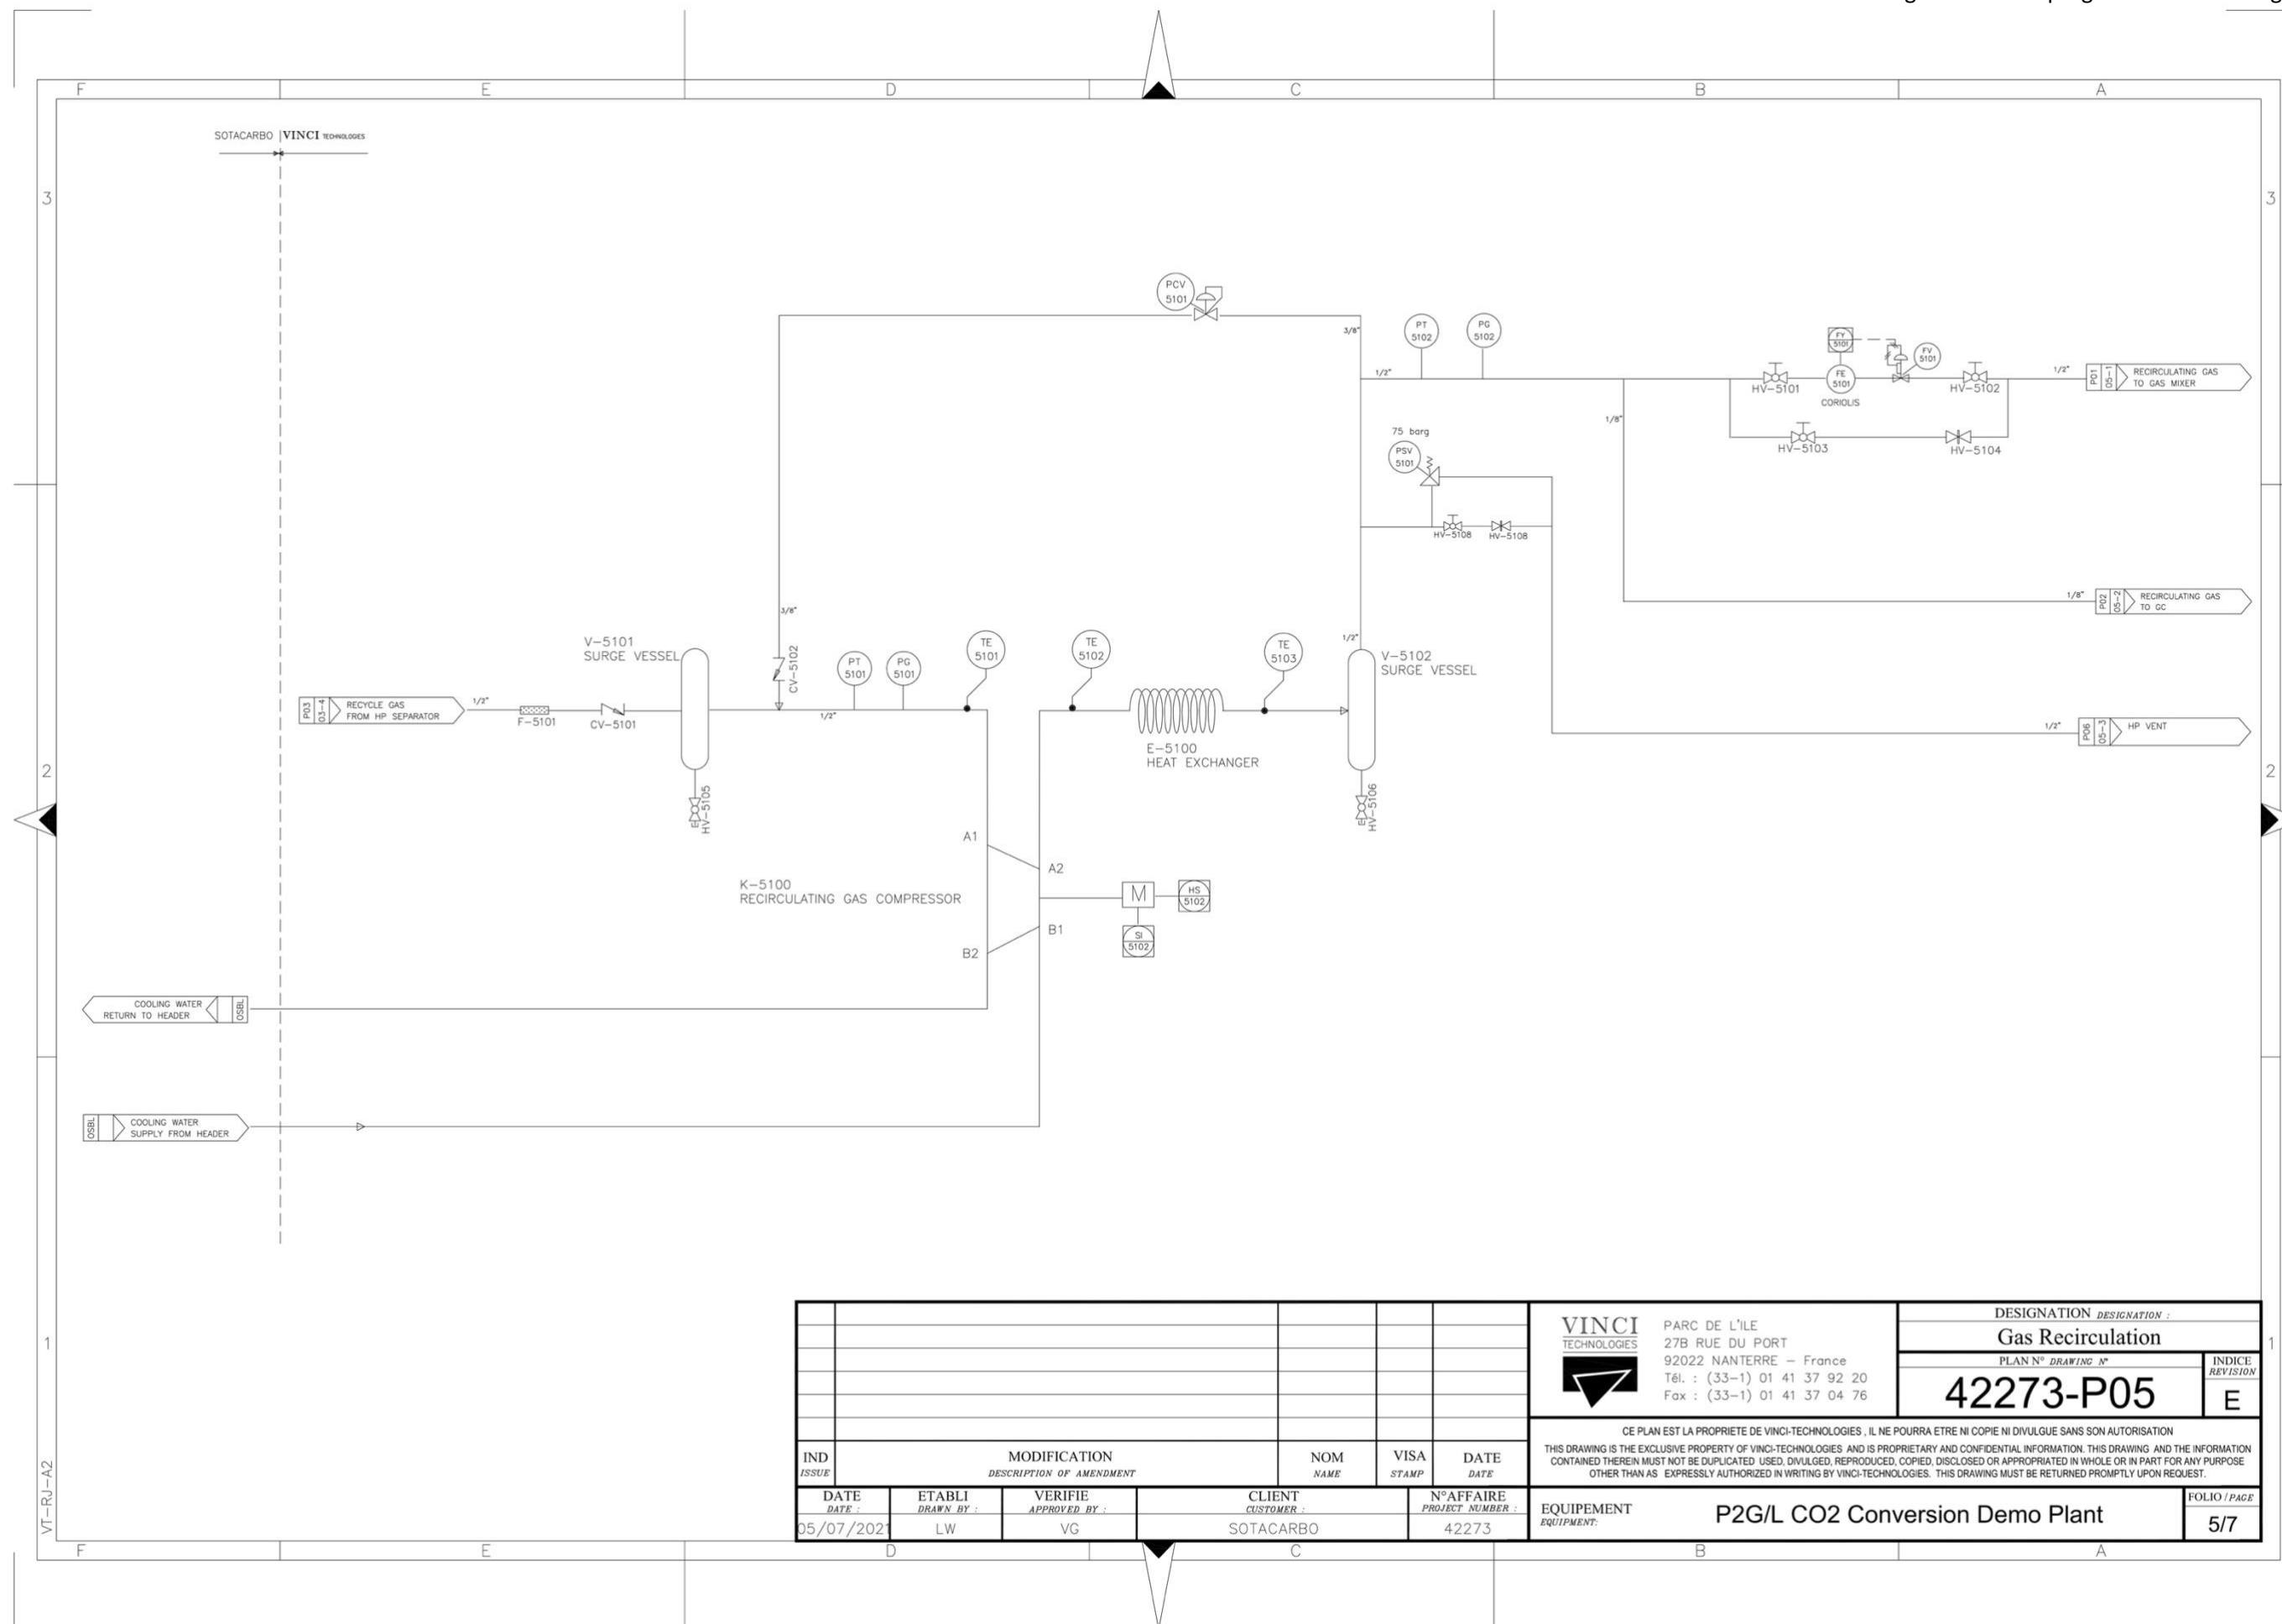 F
E
D
C
B
A
SOTACARBO
VINCI TECHNOLOGIES
3
3
PCV
5101
3/8"
PT
5102
PG
5102
1/2"
FY
5101
FV
5101
FE
5101
CORIOLIS
HV-5101
HV-5102
HV-5103
HV-5104
1/2"
P01
05-1
RECIRCULATING GAS
TO GAS MIXER
1/8"
75 barg
PSV
5101
HV-5108
HV-5108
1/8"
P02
05-2
RECIRCULATING GAS
TO GC
3/8"
CV-5102
V-5101
SURGE VESSEL
PT
5101
PG
5101
TE
5101
TE
5102
TE
5103
1/2"
V-5102
SURGE VESSEL
P03
03-4
RECYCLE GAS
FROM HP SEPARATOR
1/2"
F-5101
CV-5101
1/2"
E-5100
HEAT EXCHANGER
1/2"
P06
05-3
HP VENT
2
2
HV-5105
HV-5106
A1
A2
K-5100
RECIRCULATING GAS COMPRESSOR
M
HS
5102
SI
5102
B1
B2
COOLING WATER
RETURN TO HEADER
OSBL
OSBL
COOLING WATER
SUPPLY FROM HEADER
1
1
VT-RJ-A2
IND
ISSUE
MODIFICATION
DESCRIPTION OF AMENDMENT
NOM
NAME
VISA
STAMP
DATE
DATE
DATE
DATE :
ETABLI
DRAWN BY :
VERIFIE
APPROVED BY :
CLIENT
CUSTOMER :
N°AFFAIRE
PROJECT NUMBER :
05/07/2021
LW
VG
SOTACARBO
42273
VINCI
TECHNOLOGIES
PARC DE L'ILE
27B RUE DU PORT
92022 NANTERRE – France
Tél. : (33-1) 01 41 37 92 20
Fax : (33-1) 01 41 37 04 76
DESIGNATION DESIGNATION :
Gas Recirculation
PLAN N° DRAWING N°
42273-P05
INDICE
REVISION
E
CE PLAN EST LA PROPRIETE DE VINCI-TECHNOLOGIES , IL NE POURRA ETRE NI COPIE NI DIVULGUE SANS SON AUTORISATION
THIS DRAWING IS THE EXCLUSIVE PROPERTY OF VINCI-TECHNOLOGIES AND IS PROPRIETARY AND CONFIDENTIAL INFORMATION. THIS DRAWING AND THE INFORMATION
CONTAINED THEREIN MUST NOT BE DUPLICATED USED, DIVULGED, REPRODUCED, COPIED, DISCLOSED OR APPROPRIATED IN WHOLE OR IN PART FOR ANY PURPOSE
OTHER THAN AS EXPRESSLY AUTHORIZED IN WRITING BY VINCI-TECHNOLOGIES. THIS DRAWING MUST BE RETURNED PROMPTLY UPON REQUEST.
EQUIPEMENT
EQUIPMENT:
P2G/L CO2 Conversion Demo Plant
FOLIO / PAGE
5/7
F
E
D
C
B
A